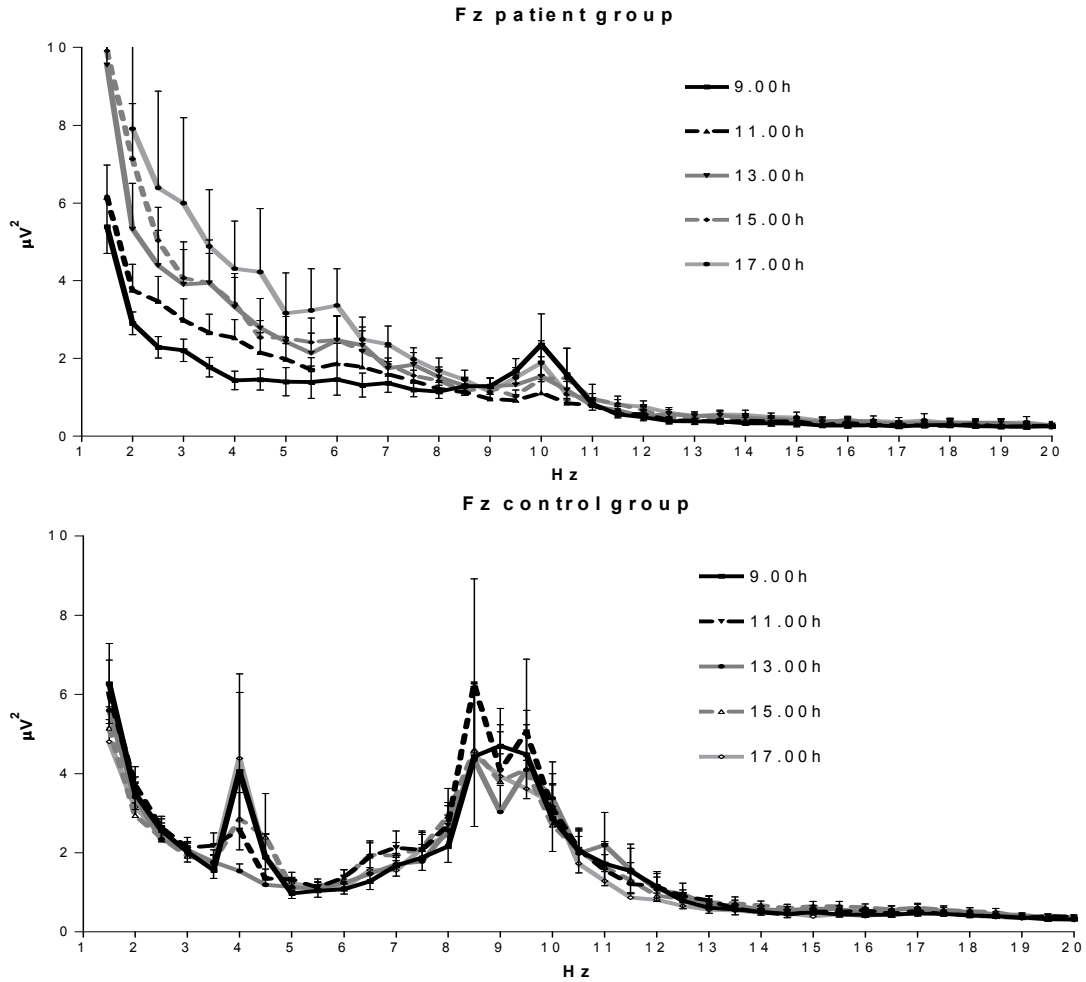 Fz patient group
10
8
6
4
2
0
µV²
9.00h
11.00h
13.00h
15.00h
17.00h
1 2 3 4 5 6 7 8 9 10 11 12 13 14 15 16 17 18 19 20
Hz
Fz control group
10
8
6
4
2
0
µV²
9.00h
11.00h
13.00h
15.00h
17.00h
1 2 3 4 5 6 7 8 9 10 11 12 13 14 15 16 17 18 19 20
Hz